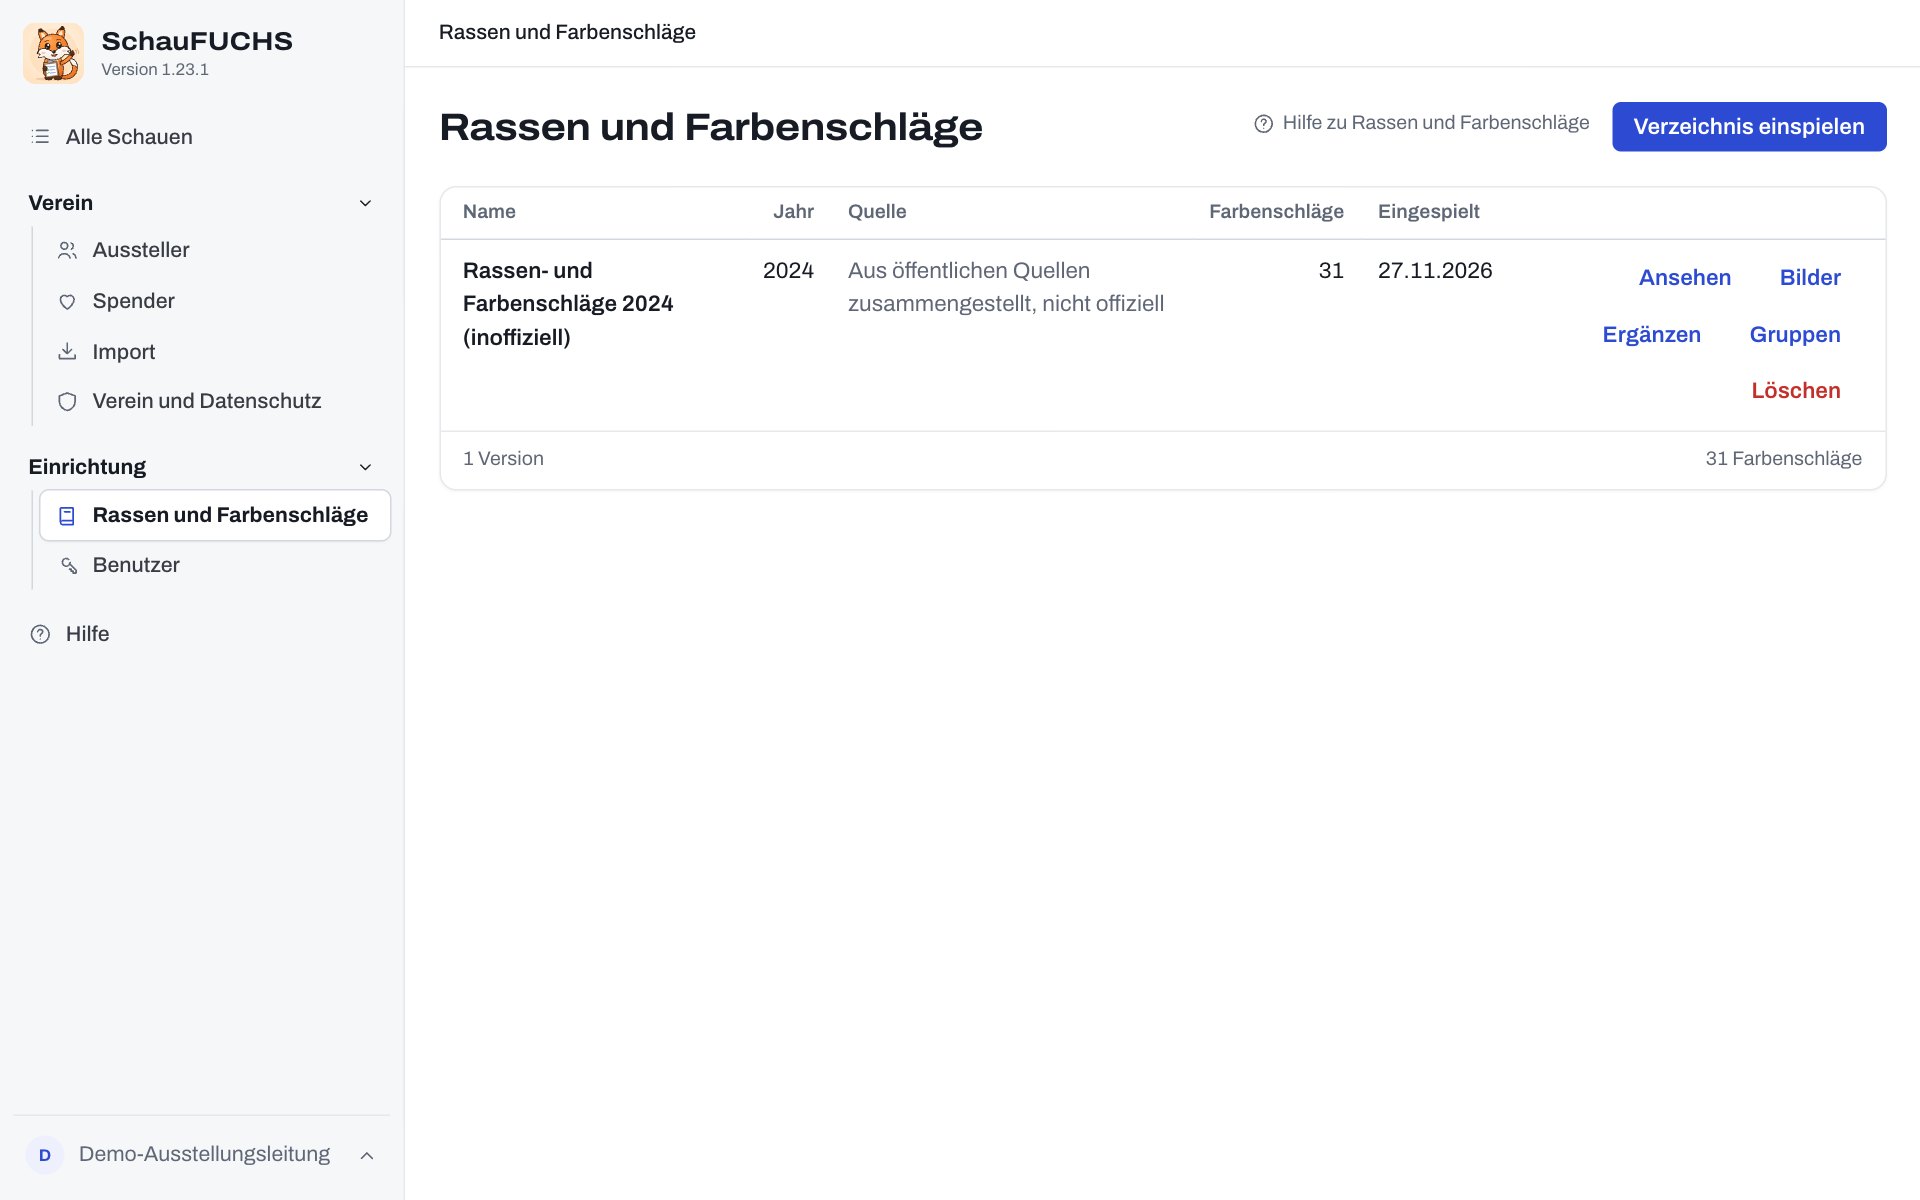 SchauFUCHS
Version 1.23.1
Alle Schauen
Verein
Aussteller
Spender
Import
Verein und Datenschutz
Einrichtung
Rassen und Farbenschläge
Benutzer
Hilfe
D Demo-Ausstellungsleitung
Rassen und Farbenschläge
Rassen und Farbenschläge
Hilfe zu Rassen und Farbenschläge
Verzeichnis einspielen
Name Jahr Quelle Farbenschläge Eingespielt
Rassen- und Farbenschläge 2024 (inoffiziell) 2024 Aus öffentlichen Quellen zusammengestellt, nicht offiziell 31 27.11.2026
Ansehen Bilder
Ergänzen Gruppen
Löschen
1 Version 31 Farbenschläge